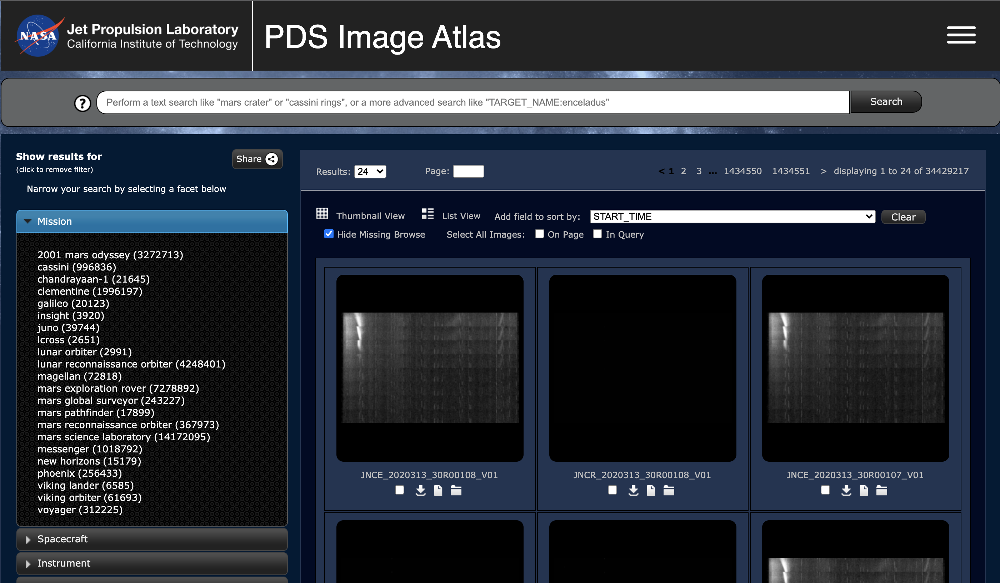 NASA
Jet Propulsion Laboratory
California Institute of Technology
PDS Image Atlas
?
Perform a text search like "mars crater" or "cassini rings", or a more advanced search like "TARGET_NAME:enceladus"
Search
Show results for
(click to remove filter)
Share
Narrow your search by selecting a facet below
Mission
2001 mars odyssey (3272713)
cassini (996836)
chandrayaan-1 (21645)
clementine (1996197)
galileo (20123)
insight (3920)
juno (39744)
lcross (2651)
lunar orbiter (2991)
lunar reconnaissance orbiter (4248401)
magellan (72818)
mars exploration rover (7278892)
mars global surveyor (243227)
mars pathfinder (17899)
mars reconnaissance orbiter (367973)
mars science laboratory (14172095)
messenger (1018792)
new horizons (15179)
phoenix (256433)
viking lander (6585)
viking orbiter (61693)
voyager (312225)
Spacecraft
Instrument
Results: 24 Page: < 1 2 3 ... 1434550 1434551 > displaying 1 to 24 of 34429217
Thumbnail View List View Add field to sort by: START_TIME Clear
Hide Missing Browse Select All Images: On Page In Query
JNCE_2020313_30R00108_V01
JNCR_2020313_30R00108_V01
JNCE_2020313_30R00107_V01